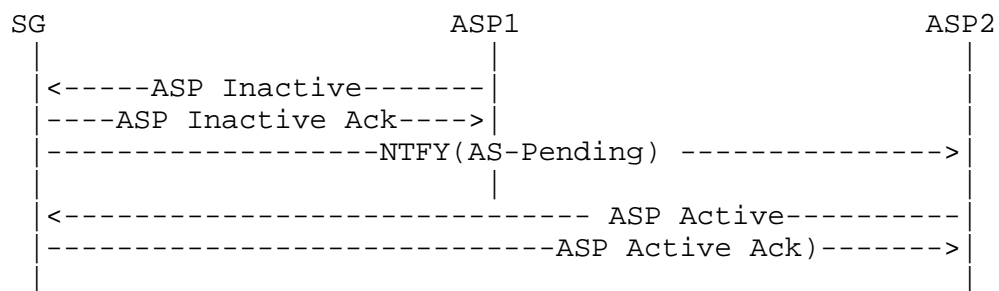 SG                       ASP1                       ASP2
 |                         |                          |
 |<-----ASP Inactive-------|                          |
 |----ASP Inactive Ack---->|                          |
 |-------------------NTFY(AS-Pending) --------------->|
 |                         |                          |
 |<------------------------------ ASP Active----------|
 |-----------------------------ASP Active Ack)------->|
 |                                                    |